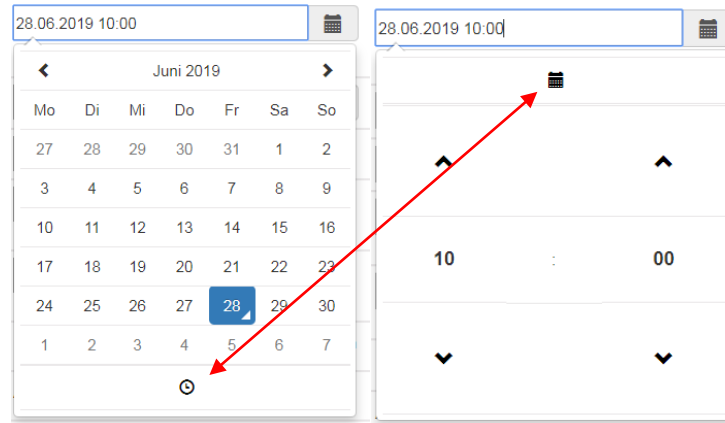 28.06.2019 10:00
Juni 2019
Mo Di Mi Do Fr Sa So
27 28 29 30 31 1 2
3 4 5 6 7 8 9
10 11 12 13 14 15 16
17 18 19 20 21 22 23
24 25 26 27 28 29 30
1 2 3 4 5 6 7
28.06.2019 10:00
10 : 00